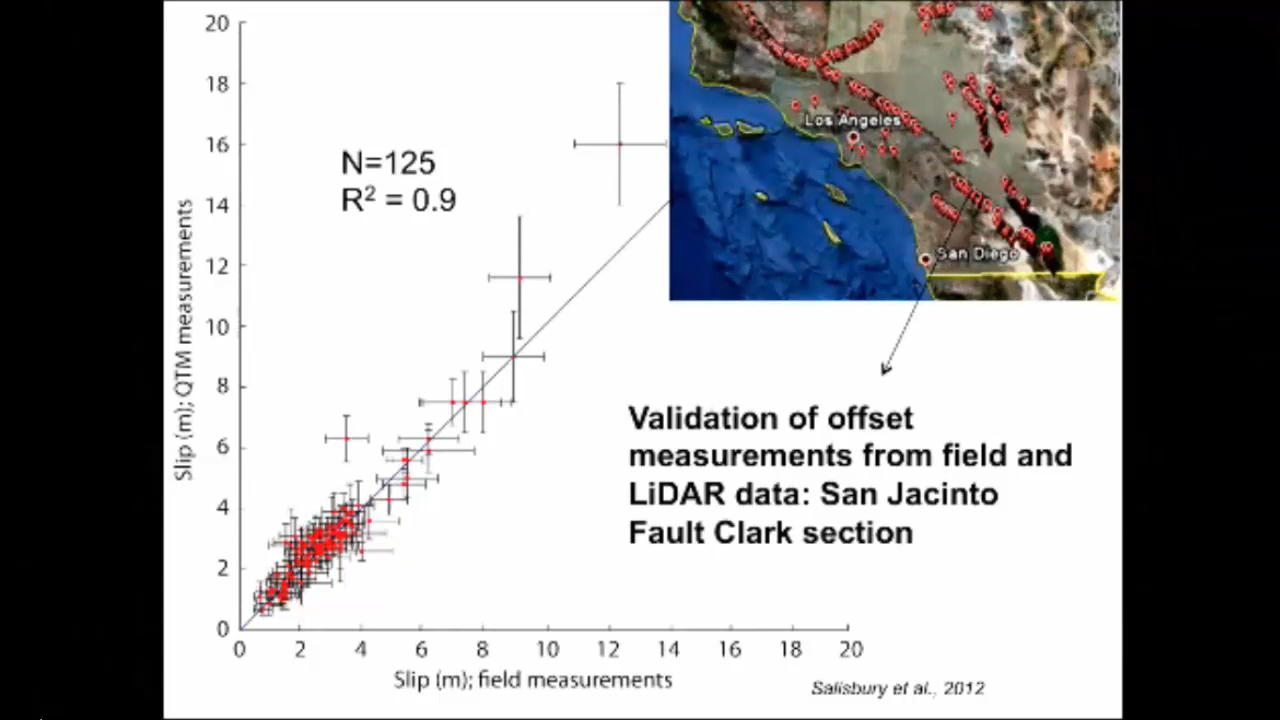 20
18
16
14
12
10
8
6
4
2
0
Slip (m); QTM measurements
N=125
R² = 0.9
0 2 4 6 8 10 12 14 16 18 20
Slip (m); field measurements
Los Angeles
San Diego
Validation of offset
measurements from field and
LiDAR data: San Jacinto
Fault Clark section
Salisbury et al., 2012